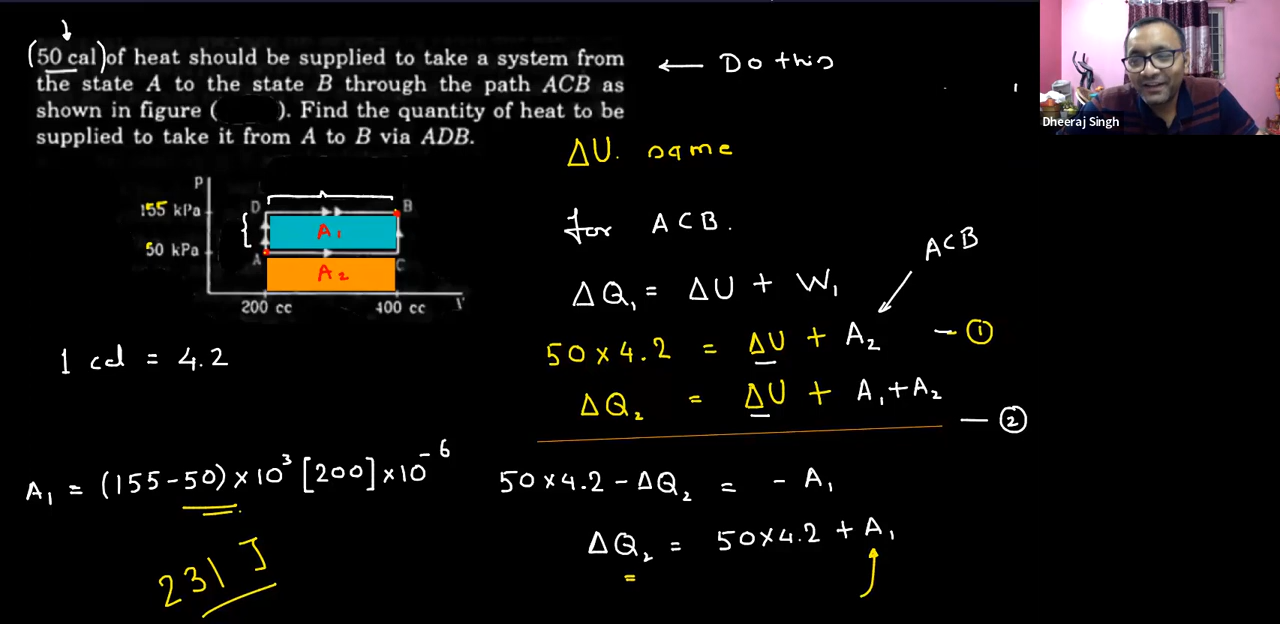 (50 cal) of heat should be supplied to take a system from
the state A to the state B through the path ACB as
shown in figure ( ). Find the quantity of heat to be
supplied to take it from A to B via ADB.
← Do this
Dheeraj Singh
P
155 kPa
D
B
A₁
50 kPa
A
C
A₂
200 cc
400 cc
V
1 cal = 4.2
A₁ = (155-50) × 10³ [200] × 10⁻⁶
231 J
ΔU. same
for ACB.
ΔQ₁ = ΔU + W₁
ACB
50 × 4.2 = ΔU + A₂ — ①
ΔQ₂ = ΔU + A₁ + A₂ — ②
50 × 4.2 - ΔQ₂ = - A₁
ΔQ₂ = 50 × 4.2 + A₁